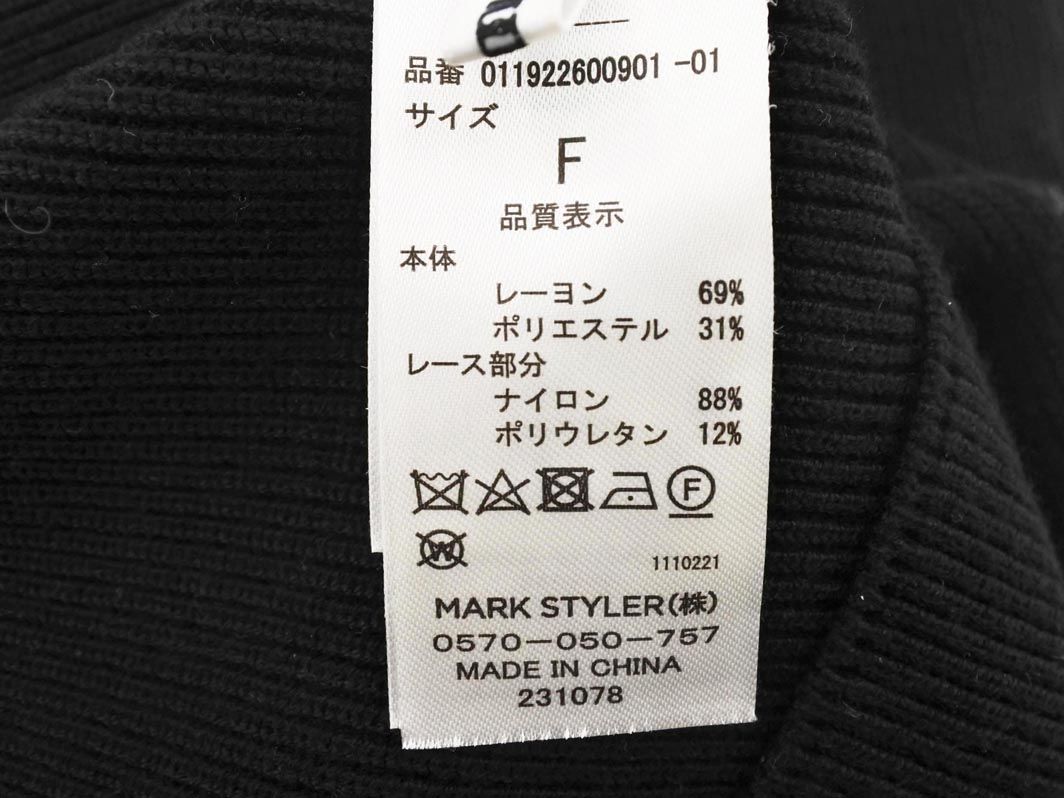 品番 011922600901 -01
サイズ
F
品質表示
本体
レーヨン 69%
ポリエステル 31%
レース部分
ナイロン 88%
ポリウレタン 12%
F
W
1110221
MARK STYLER(株)
0570-050-757
MADE IN CHINA
231078